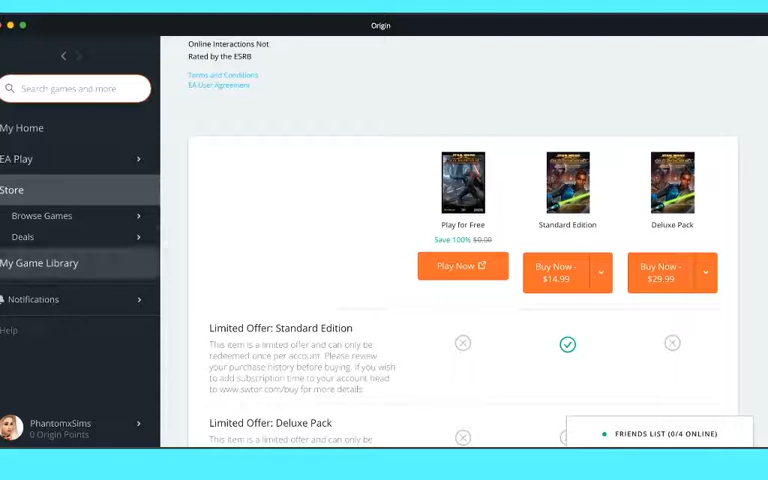 Origin
Online Interactions Not
Rated by the ESRB
Terms and Conditions
EA User Agreement
Search games and more
My Home
EA Play
Store
Browse Games
Deals
My Game Library
Notifications
Help
PhantomxSims
0 Origin Points
Play for Free
Save 100% $0.00
Play Now
Standard Edition
Buy Now -
$14.99
Deluxe Pack
Buy Now -
$29.99
Limited Offer: Standard Edition
This item is a limited offer and can only be
redeemed once per account. Please review
your purchase history before buying. If you wish
to add subscription time to your account head
to www.swtor.com/buy for more details
Limited Offer: Deluxe Pack
This item is a limited offer and can only be
FRIENDS LIST (0/4 ONLINE)